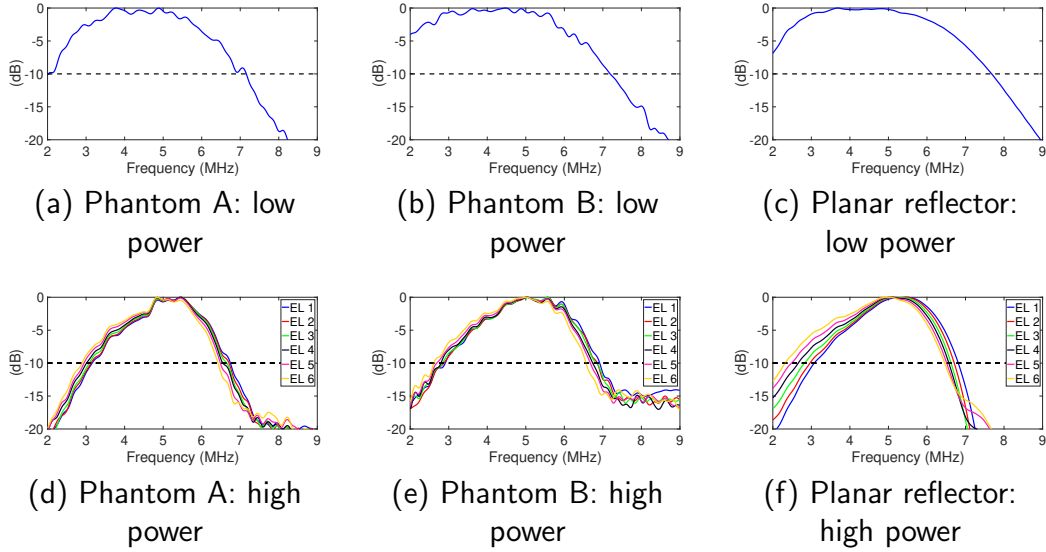 0
-5
-10
-15
-20
(dB)
2 3 4 5 6 7 8 9
Frequency (MHz)
(a) Phantom A: low
power
0
-5
-10
-15
-20
(dB)
2 3 4 5 6 7 8 9
Frequency (MHz)
(b) Phantom B: low
power
0
-5
-10
-15
-20
(dB)
2 3 4 5 6 7 8 9
Frequency (MHz)
(c) Planar reflector:
low power
0
-5
-10
-15
-20
(dB)
EL 1
EL 2
EL 3
EL 4
EL 5
EL 6
2 3 4 5 6 7 8 9
Frequency (MHz)
(d) Phantom A: high
power
0
-5
-10
-15
-20
(dB)
EL 1
EL 2
EL 3
EL 4
EL 5
EL 6
2 3 4 5 6 7 8 9
Frequency (MHz)
(e) Phantom B: high
power
0
-5
-10
-15
-20
(dB)
EL 1
EL 2
EL 3
EL 4
EL 5
EL 6
2 3 4 5 6 7 8 9
Frequency (MHz)
(f) Planar reflector:
high power